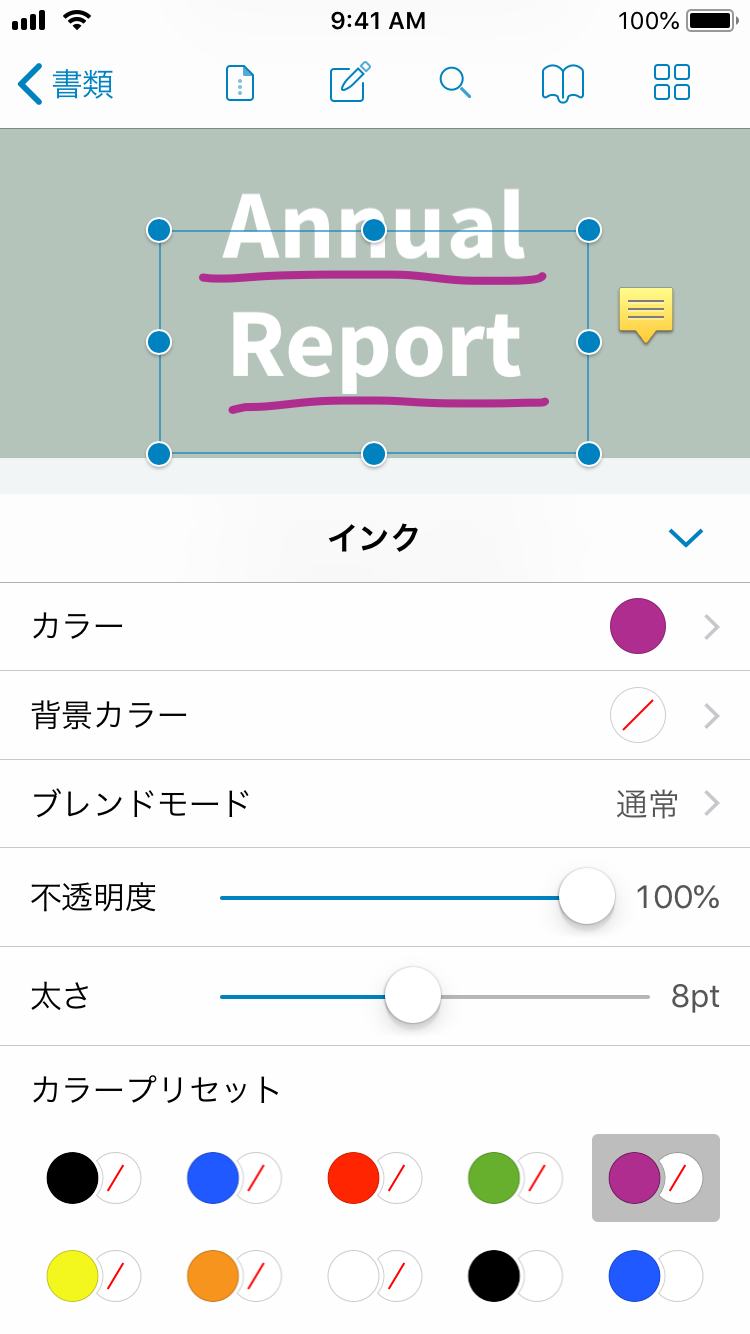 9:41 AM 100%
書類
Annual
Report
インク
カラー
背景カラー
ブレンドモード 通常
不透明度 100%
太さ 8pt
カラープリセット